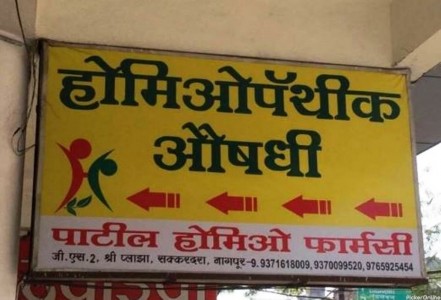 होमिओपॅथीक
औषधी
पाटील होमिओ फार्मसी
जी.एस.2, श्री प्लाझा, सक्करदरा, नागपुर-9. 9371618009, 9370099520, 9765925454